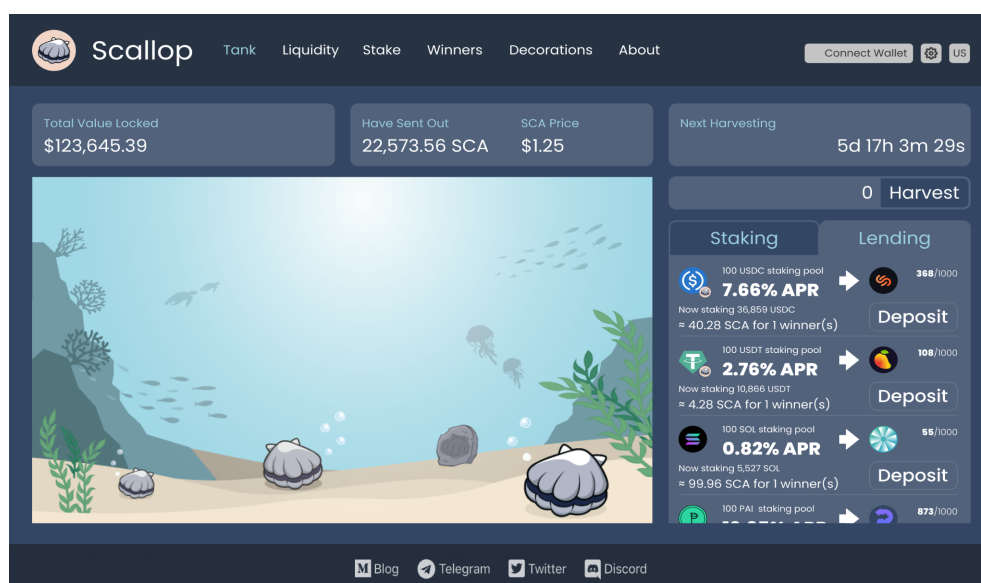 Scallop
Tank Liquidity Stake Winners Decorations About
Connect Wallet US
Total Value Locked
$123,645.39
Have Sent Out
22,573.56 SCA
SCA Price
$1.25
Next Harvesting
5d 17h 3m 29s
0 Harvest
Staking Lending
100 USDC staking pool
7.66% APR
368/1000
Now staking 36,859 USDC
≈ 40.28 SCA for 1 winner(s)
Deposit
100 USDT staking pool
2.76% APR
108/1000
Now staking 10,866 USDT
≈ 4.28 SCA for 1 winner(s)
Deposit
100 SOL staking pool
0.82% APR
55/1000
Now staking 5,527 SOL
≈ 99.96 SCA for 1 winner(s)
Deposit
100 PAI staking pool
873/1000
Blog Telegram Twitter Discord